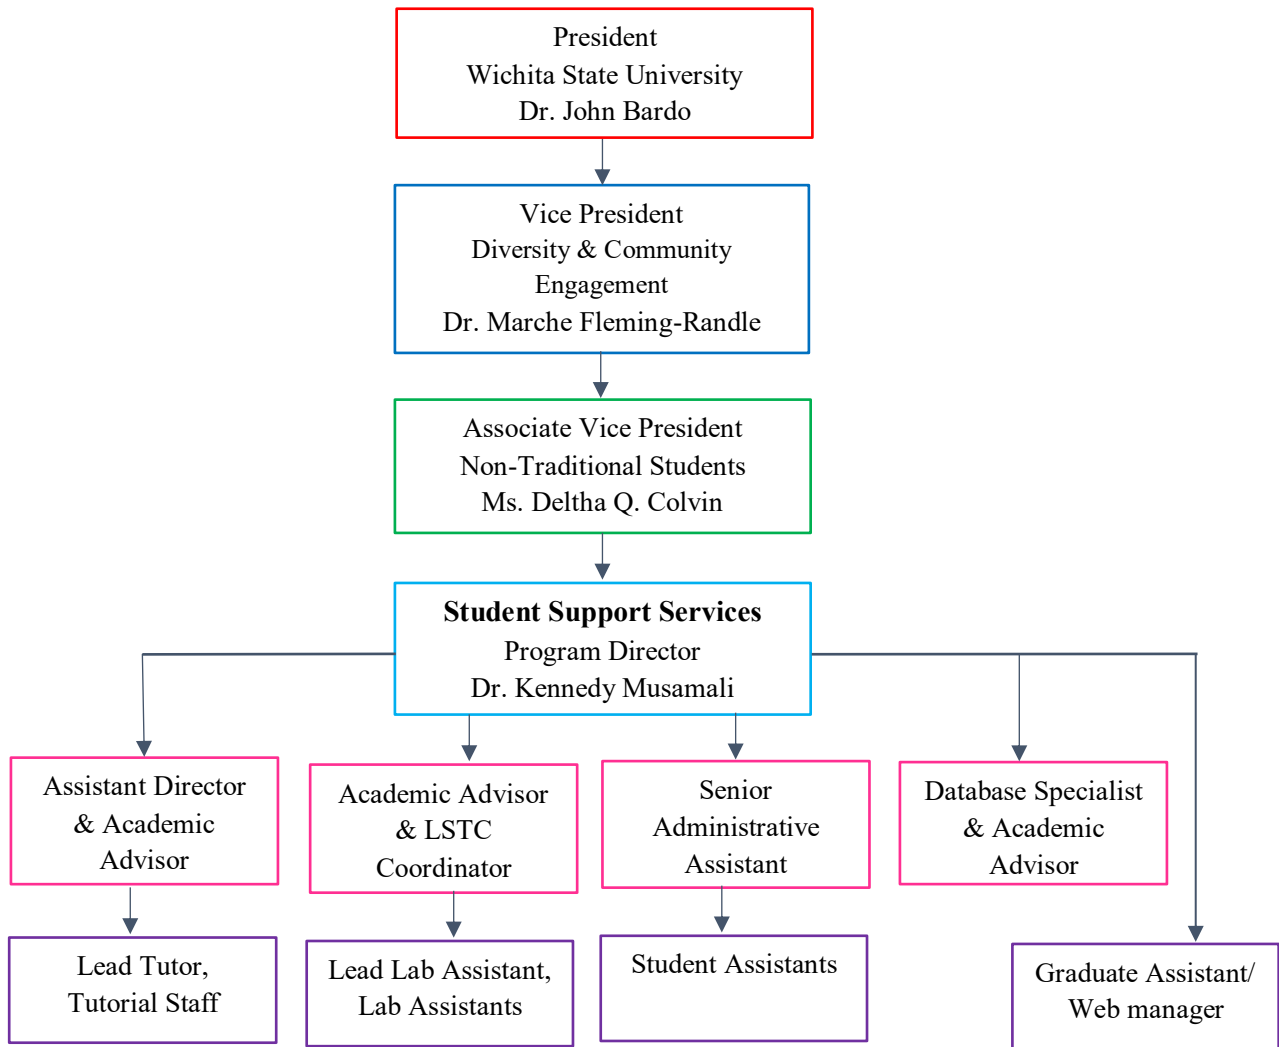 President
Wichita State University
Dr. John Bardo
Vice President
Diversity & Community
Engagement
Dr. Marche Fleming-Randle
Associate Vice President
Non-Traditional Students
Ms. Deltha Q. Colvin
Student Support Services
Program Director
Dr. Kennedy Musamali
Assistant Director
& Academic
Advisor
Academic Advisor
& LSTC
Coordinator
Senior
Administrative
Assistant
Database Specialist
& Academic
Advisor
Lead Tutor,
Tutorial Staff
Lead Lab Assistant,
Lab Assistants
Student Assistants
Graduate Assistant/
Web manager